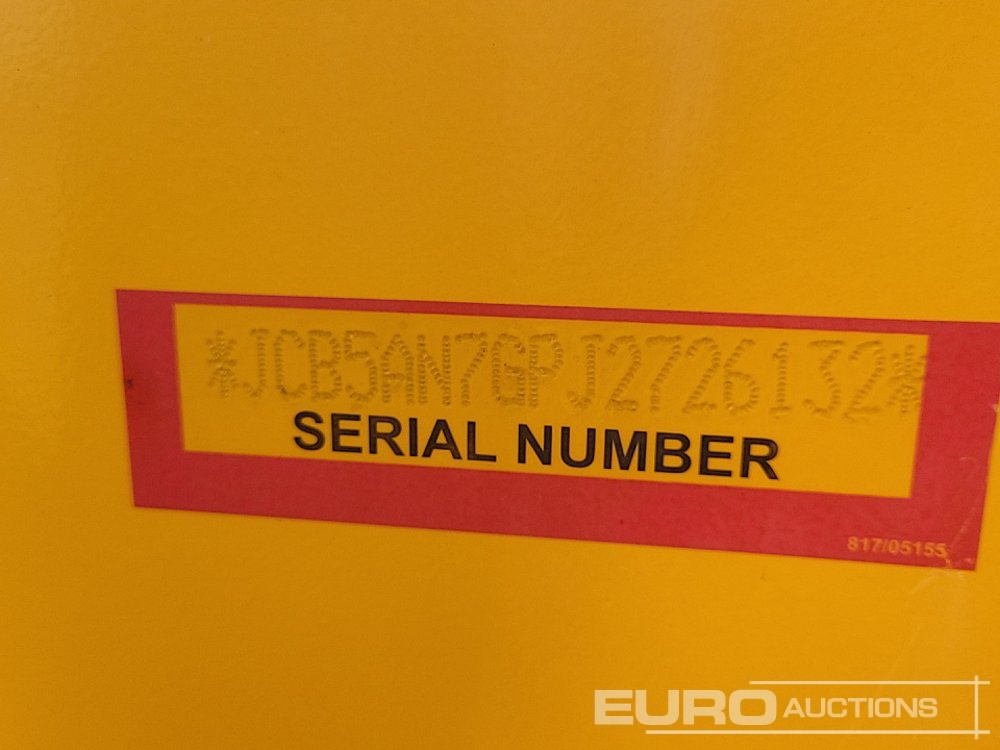 *JCB5AN7GPJ2726132*
SERIAL NUMBER
817/05155
EURO AUCTIONS